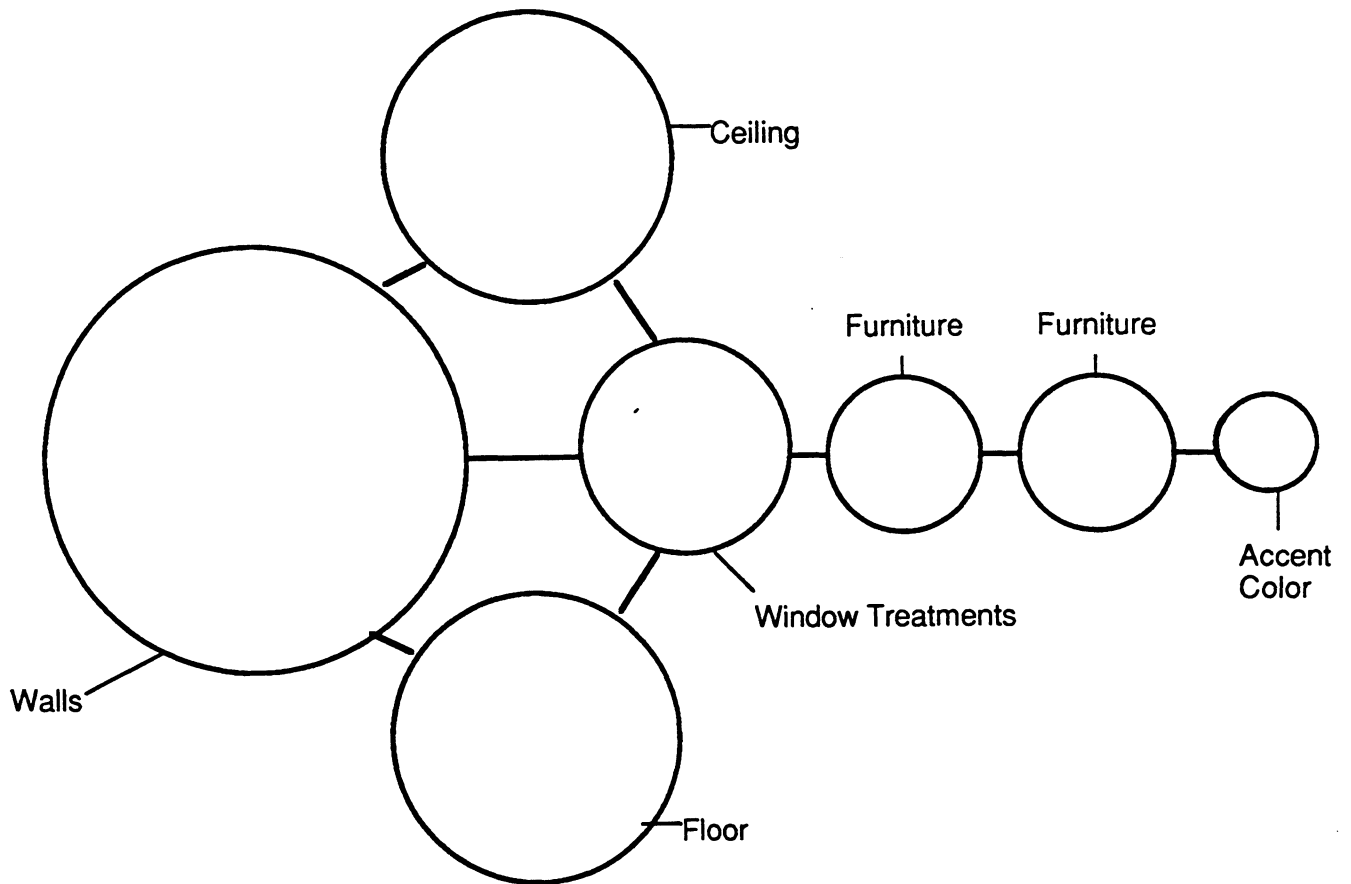 Ceiling
Furniture
Furniture
Accent
Color
Window Treatments
Walls
Floor